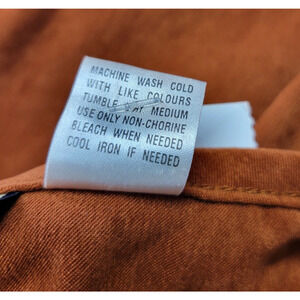 MACHINE WASH COLD
WITH LIKE COLOURS
TUMBLE MEDIUM
USE ONLY NON-CHORINE
BLEACH WHEN NEEDED
COOL IRON IF NEEDED